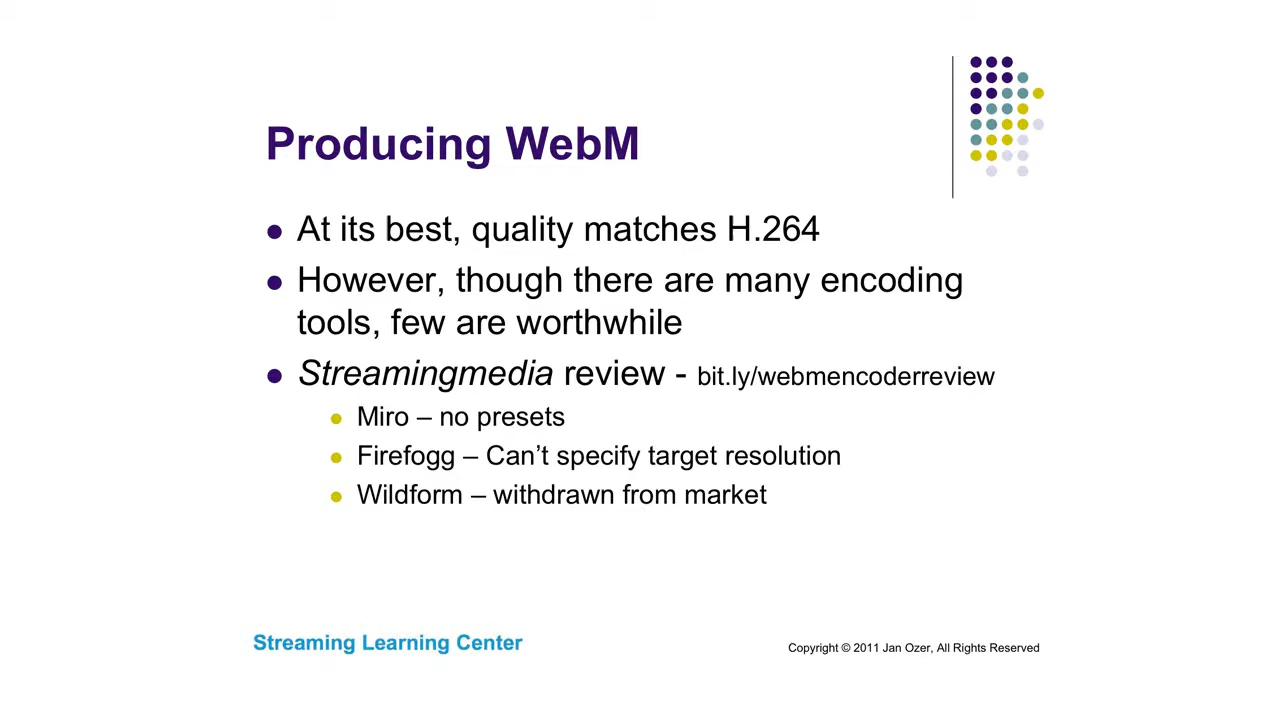 Producing WebM
● At its best, quality matches H.264
● However, though there are many encoding
tools, few are worthwhile
● Streamingmedia review - bit.ly/webmencoderreview
● Miro – no presets
● Firefogg – Can’t specify target resolution
● Wildform – withdrawn from market
Streaming Learning Center
Copyright © 2011 Jan Ozer, All Rights Reserved